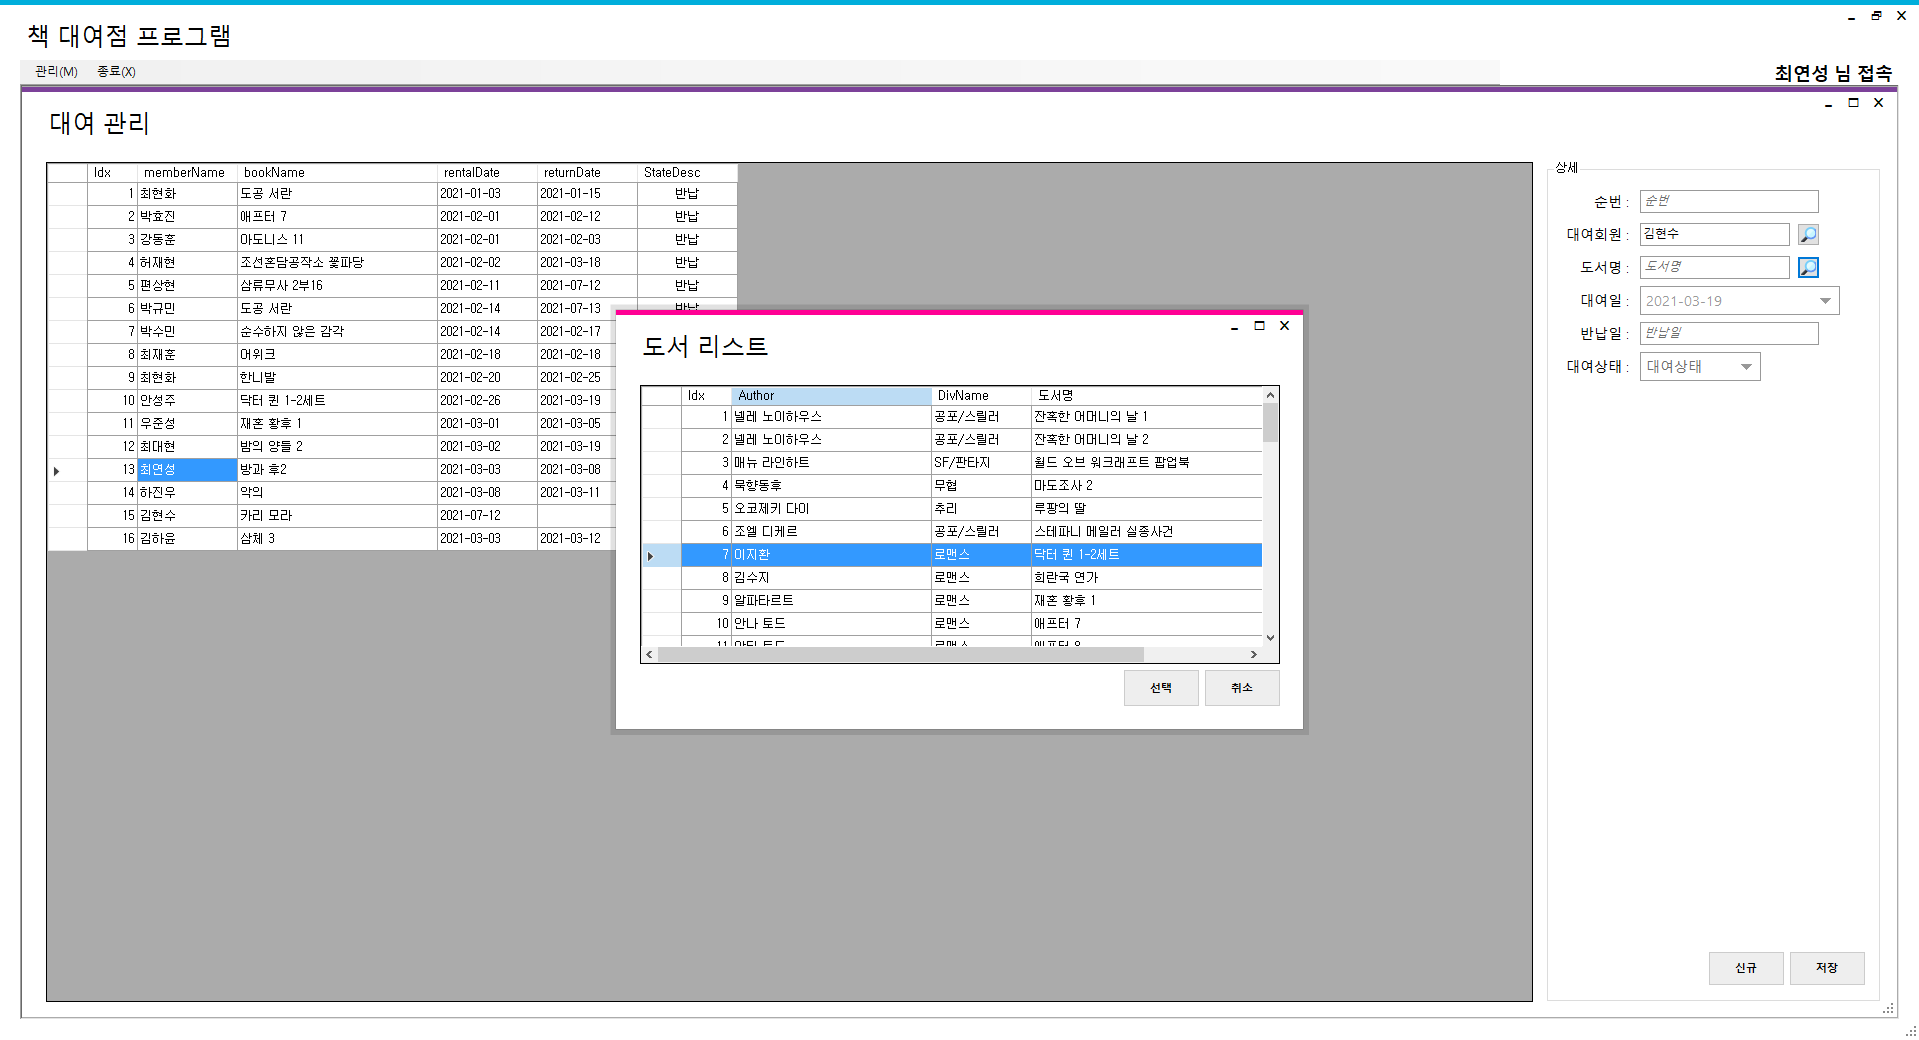 책 대여점 프로그램
관리(M) 종료(X)
최연성 님 접속
대여 관리
Idx memberName bookName rentalDate returnDate StateDesc
1 최현화 도공 서란 2021-01-03 2021-01-15 반납
2 박효진 애프터 7 2021-02-01 2021-02-12 반납
3 강동훈 아도니스 11 2021-02-01 2021-02-03 반납
4 허재현 조선혼담공작소 꽃파당 2021-02-02 2021-03-18 반납
5 편상현 삼류무사 2부16 2021-02-11 2021-07-12 반납
6 박규민 도공 서란 2021-02-14 2021-07-13 반납
7 박수민 순수하지 않은 감각 2021-02-14 2021-02-17
8 최재훈 머위크 2021-02-18 2021-02-18
9 최현화 한니발 2021-02-20 2021-02-25
10 안성주 닥터 퀸 1-2세트 2021-02-26 2021-03-19
11 우준성 재혼 황후 1 2021-03-01 2021-03-05
12 최대현 밤의 양들 2 2021-03-02 2021-03-19
13 최연성 방과 후2 2021-03-03 2021-03-08
14 하진우 악의 2021-03-08 2021-03-11
15 김현수 카리 모라 2021-07-12
16 김하윤 삼체 3 2021-03-03 2021-03-12
도서 리스트
Idx Author DivName 도서명
1 넬레 노이하우스 공포/스릴러 잔혹한 어머니의 날 1
2 넬레 노이하우스 공포/스릴러 잔혹한 어머니의 날 2
3 매뉴 라인하트 SF/판타지 월드 오브 워크래프트 팝업북
4 묵향동후 무협 마도조사 2
5 오코제키 다이 추리 루팡의 딸
6 조엘 디케르 공포/스릴러 스테파니 메일러 실종사건
7 이지환 로맨스 닥터 퀸 1-2세트
8 김수지 로맨스 희란국 연가
9 알파타르트 로맨스 재혼 황후 1
10 안나 토드 로맨스 애프터 7
11 안나 토드 로맨스 애프터 8
선택 취소
상세
순번 : 순번
대여회원 : 김현수
도서명 : 도서명
대여일 : 2021-03-19
반납일 : 반납일
대여상태 : 대여상태
신규 저장